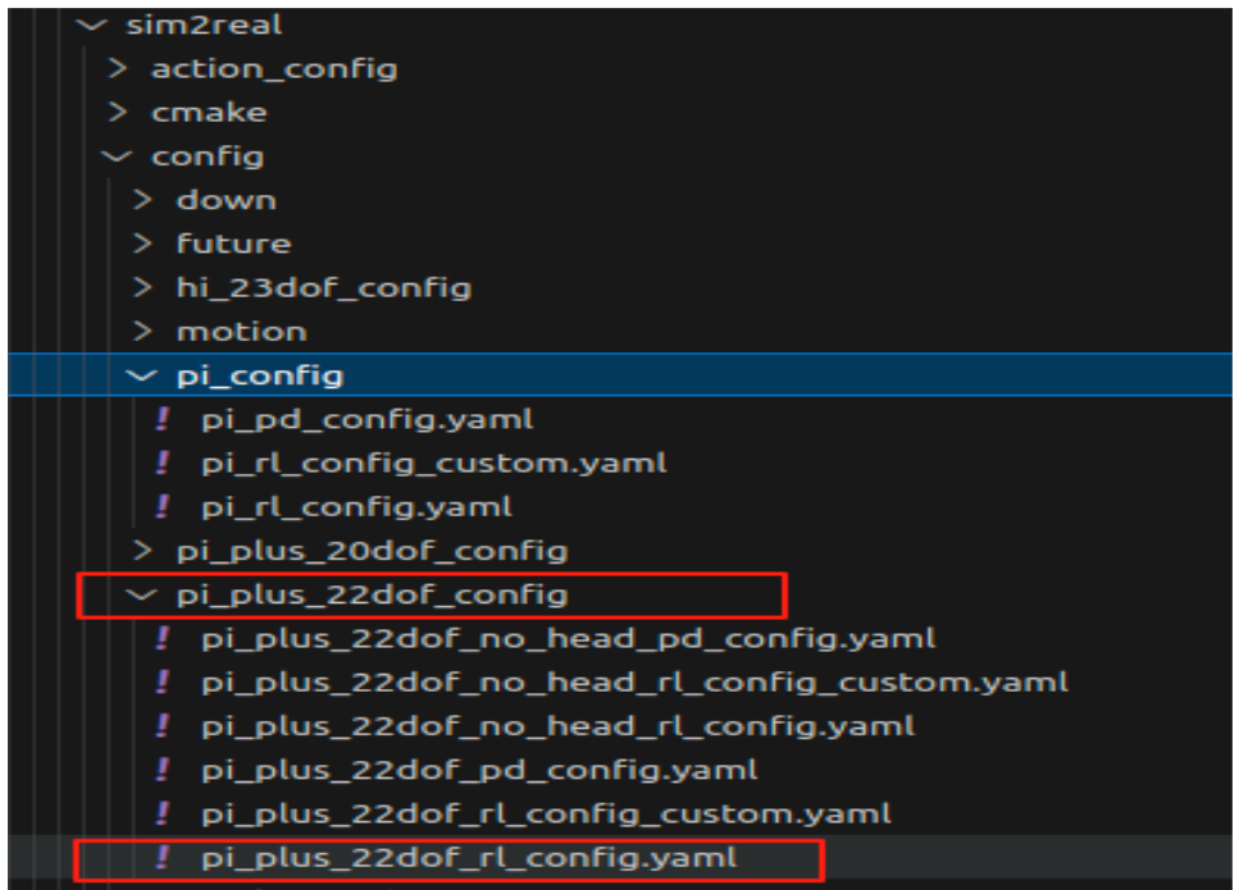 sim2real
action_config
cmake
config
down
future
hi_23dof_config
motion
pi_config
! pi_pd_config.yaml
! pi_rl_config_custom.yaml
! pi_rl_config.yaml
pi_plus_20dof_config
pi_plus_22dof_config
! pi_plus_22dof_no_head_pd_config.yaml
! pi_plus_22dof_no_head_rl_config_custom.yaml
! pi_plus_22dof_no_head_rl_config.yaml
! pi_plus_22dof_pd_config.yaml
! pi_plus_22dof_rl_config_custom.yaml
! pi_plus_22dof_rl_config.yaml